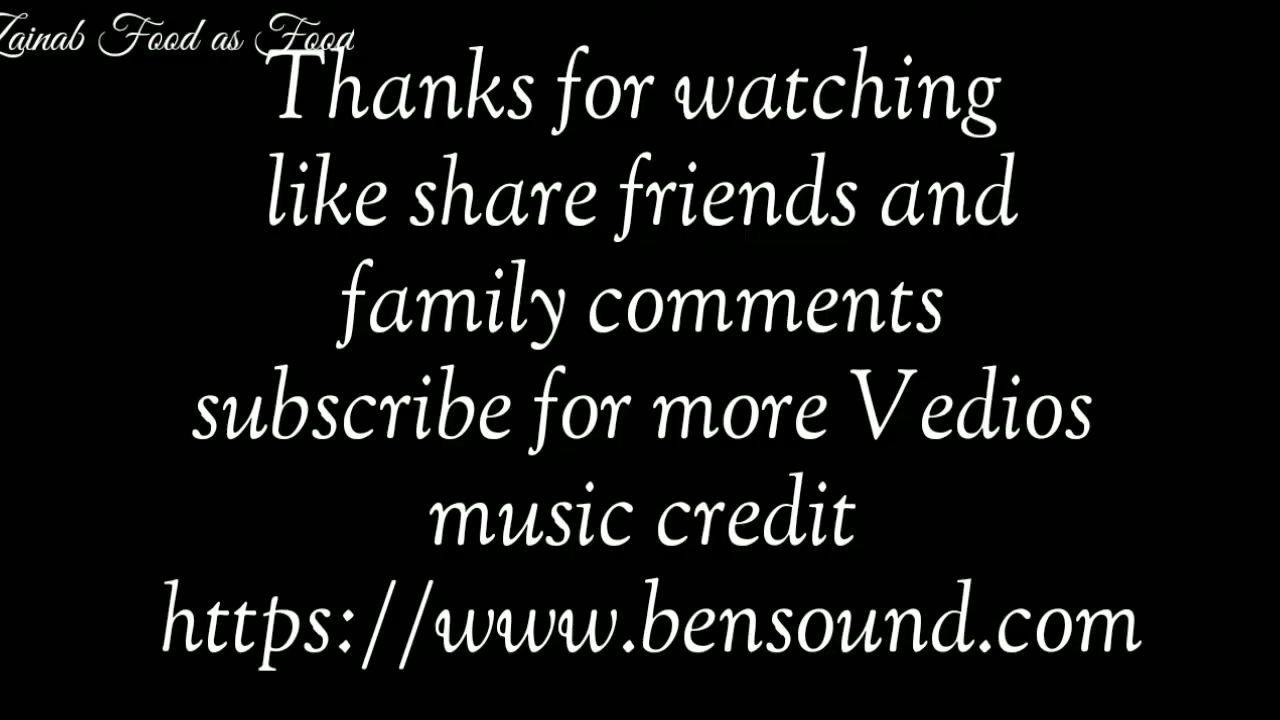 Zainab Food as Food
Thanks for watching
like share friends and
family comments
subscribe for more Vedios
music credit
https://www.bensound.com